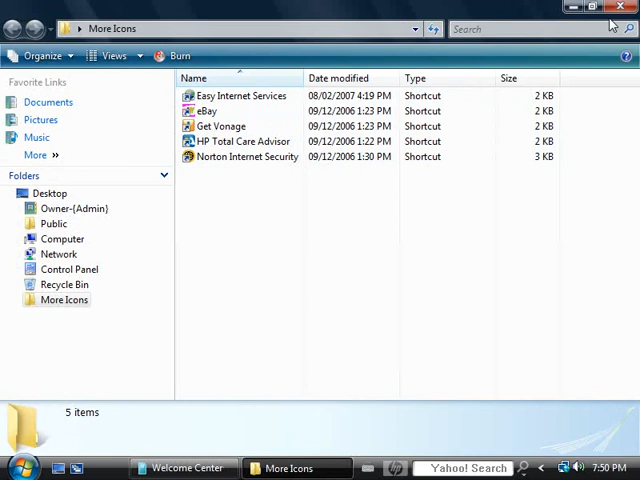 More Icons
Search
Organize
Views
Burn
Favorite Links
Documents
Pictures
Music
More »
Folders
Desktop
Owner-{Admin}
Public
Computer
Network
Control Panel
Recycle Bin
More Icons
Name Date modified Type Size
Easy Internet Services 08/02/2007 4:19 PM Shortcut 2 KB
eBay 09/12/2006 1:23 PM Shortcut 2 KB
Get Vonage 09/12/2006 1:23 PM Shortcut 2 KB
HP Total Care Advisor 09/12/2006 1:22 PM Shortcut 2 KB
Norton Internet Security 09/12/2006 1:30 PM Shortcut 3 KB
5 items
Welcome Center
More Icons
hp
Yahoo! Search
7:50 PM